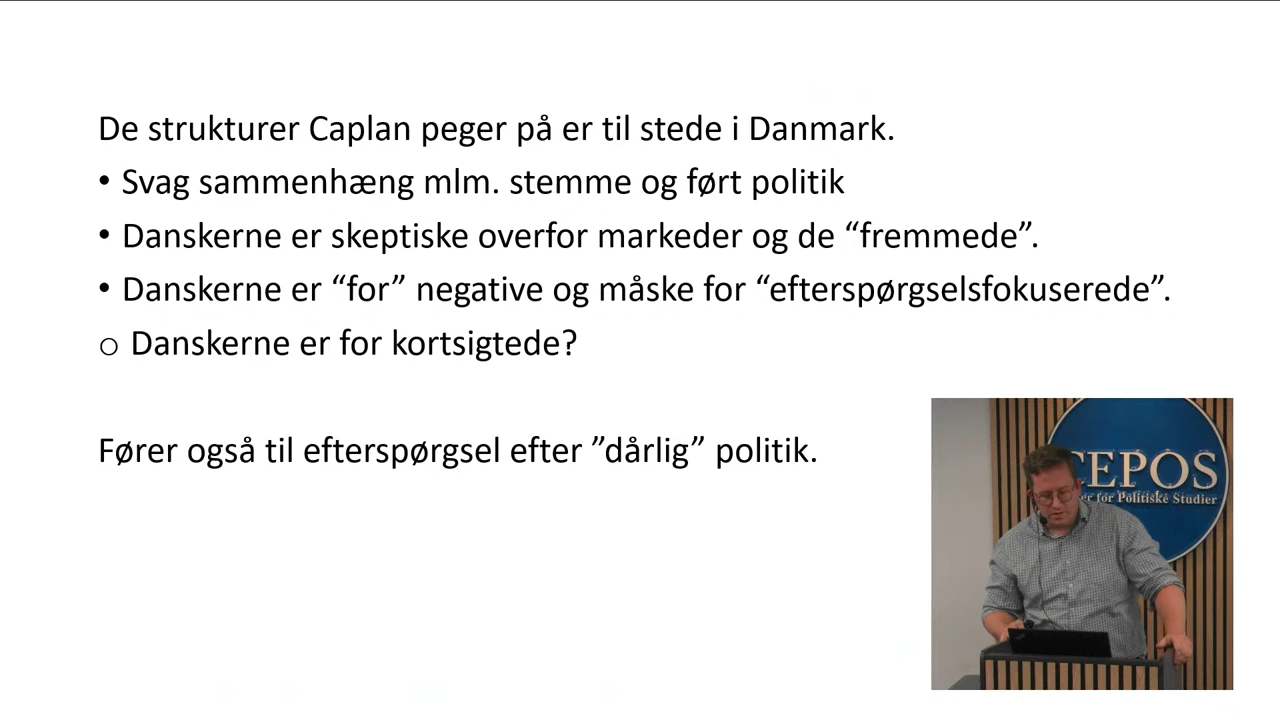 De strukturer Caplan peger på er til stede i Danmark.
• Svag sammenhæng mlm. stemme og ført politik
• Danskerne er skeptiske overfor markeder og de “fremmede”.
• Danskerne er “for” negative og måske for “efterspørgselsfokuserede”.
o Danskerne er for kortsigtede?
Fører også til efterspørgsel efter ”dårlig” politik.
CEPOS
er for Politiske Studier